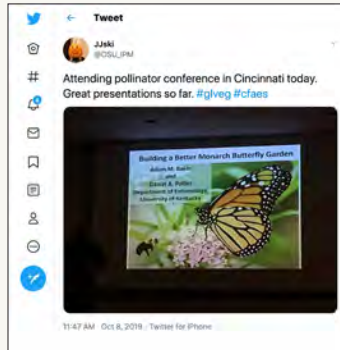 Tweet
JJski
@OSU_IPM
Attending pollinator conference in Cincinnati today.
Great presentations so far. #glveg #cfaes
Building a Better Monarch Butterfly Garden
Adam M. Baker
and
Daniel A. Potter
Department of Entomology
University of Kentucky
11:47 AM · Oct 8, 2019 · Twitter for iPhone